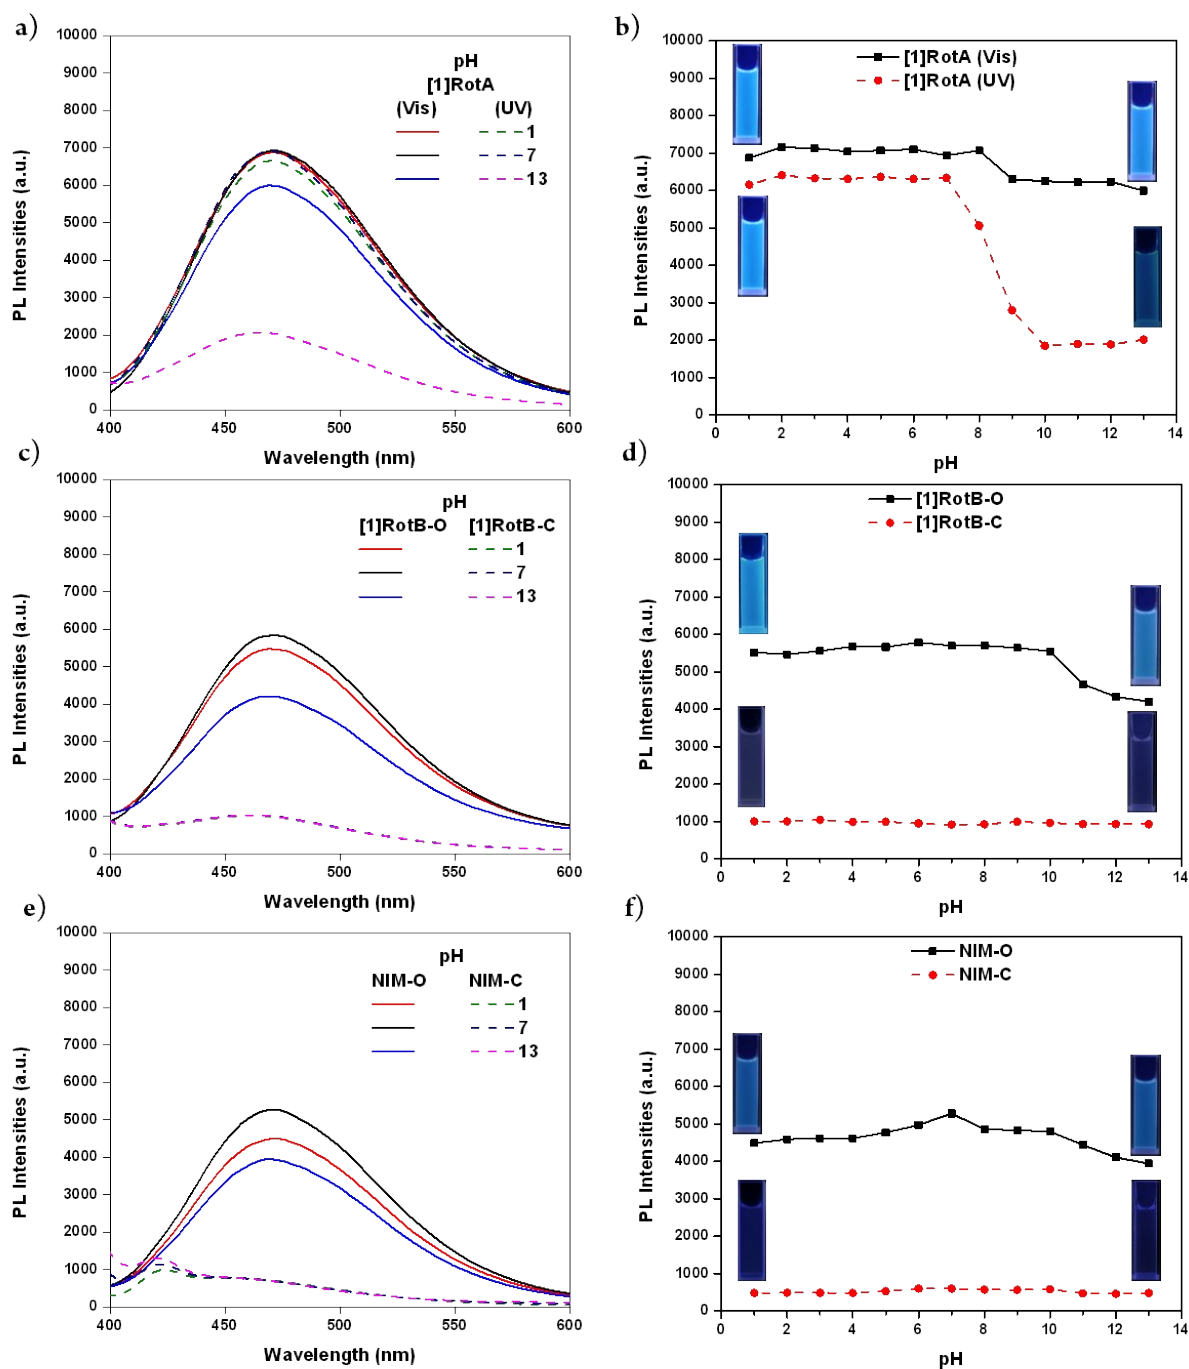 a)
10000
9000
8000
7000
6000
5000
4000
3000
2000
1000
0
PL Intensities (a.u.)
pH
[1]RotA
(Vis) (UV)
1
7
13
400 450 500 550 600
Wavelength (nm)
b)
10000
9000
8000
7000
6000
5000
4000
3000
2000
1000
0
PL Intensities (a.u.)
[1]RotA (Vis)
[1]RotA (UV)
0 2 4 6 8 10 12 14
pH
c)
10000
9000
8000
7000
6000
5000
4000
3000
2000
1000
0
PL Intensities (a.u.)
pH
[1]RotB-O [1]RotB-C
1
7
13
400 450 500 550 600
Wavelength (nm)
d)
10000
9000
8000
7000
6000
5000
4000
3000
2000
1000
0
PL Intensities (a.u.)
[1]RotB-O
[1]RotB-C
0 2 4 6 8 10 12 14
pH
e)
10000
9000
8000
7000
6000
5000
4000
3000
2000
1000
0
PL Intensities (a.u.)
pH
NIM-O NIM-C
1
7
13
400 450 500 550 600
Wavelength (nm)
f)
10000
9000
8000
7000
6000
5000
4000
3000
2000
1000
0
PL Intensities (a.u.)
NIM-O
NIM-C
0 2 4 6 8 10 12 14
pH